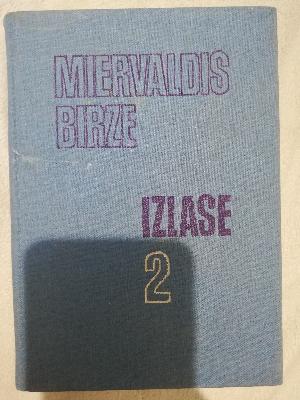 MIERVALDIS
BIRZE
IZLASE
2